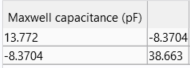 Maxwell capacitance (pF)
13.772 -8.3704
-8.3704 38.663